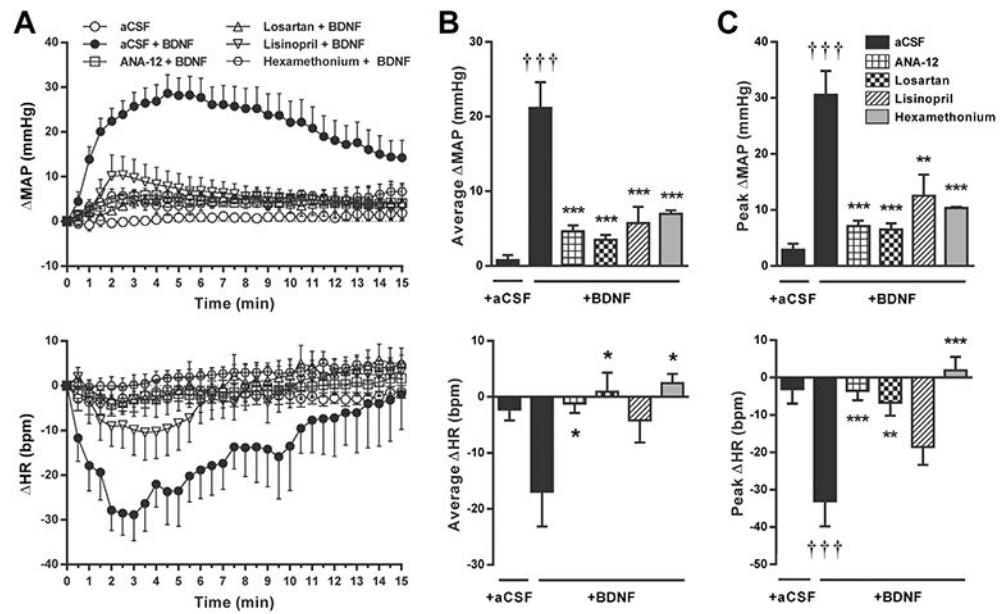 A
aCSF
aCSF + BDNF
ANA-12 + BDNF
Losartan + BDNF
Lisinopril + BDNF
Hexamethonium + BDNF
40
30
20
10
0
-10
ΔMAP (mmHg)
0 1 2 3 4 5 6 7 8 9 10 11 12 13 14 15
Time (min)
B
30
20
10
0
Average ΔMAP (mmHg)
†††
*** *** *** ***
+aCSF +BDNF
C
40
30
20
10
0
Peak ΔMAP (mmHg)
†††
*** *** ** ***
aCSF
ANA-12
Losartan
Lisinopril
Hexamethonium
+aCSF +BDNF
10
0
-10
-20
-30
-40
ΔHR (bpm)
0 1 2 3 4 5 6 7 8 9 10 11 12 13 14 15
Time (min)
10
0
-10
-20
-30
Average ΔHR (bpm)
* * *
+aCSF +BDNF
10
0
-10
-20
-30
-40
-50
Peak ΔHR (bpm)
†††
*** ** ***
+aCSF +BDNF